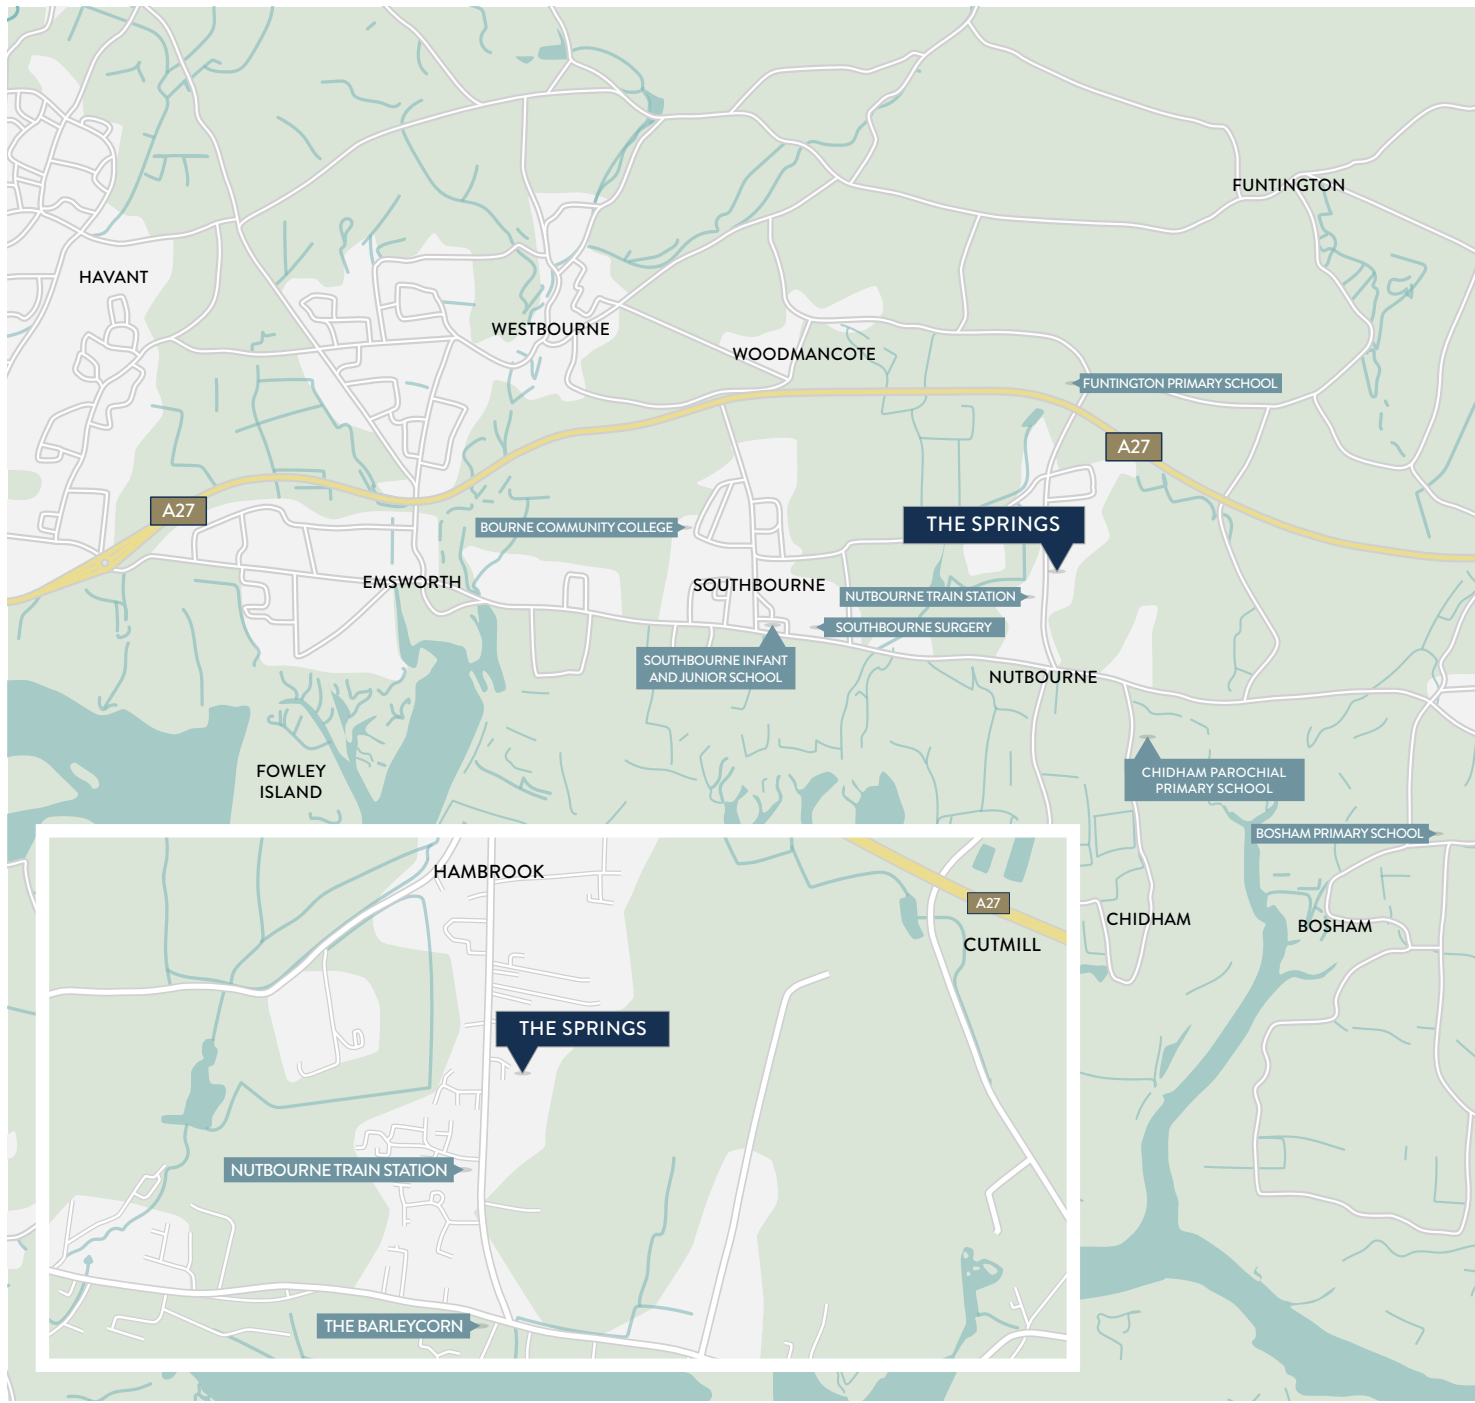 FUNTINGTON
HAVANT
WESTBOURNE
WOODMANCOTE
FUNTINGTON PRIMARY SCHOOL
A27
A27
BOURNE COMMUNITY COLLEGE
THE SPRINGS
EMSWORTH
SOUTHBOURNE
NUTBOURNE TRAIN STATION
SOUTHBOURNE SURGERY
SOUTHBOURNE INFANT
AND JUNIOR SCHOOL
NUTBOURNE
FOWLEY
ISLAND
CHIDHAM PAROCHIAL
PRIMARY SCHOOL
BOSHAM PRIMARY SCHOOL
CHIDHAM
BOSHAM
HAMBROOK
A27
CUTMILL
THE SPRINGS
NUTBOURNE TRAIN STATION
THE BARLEYCORN